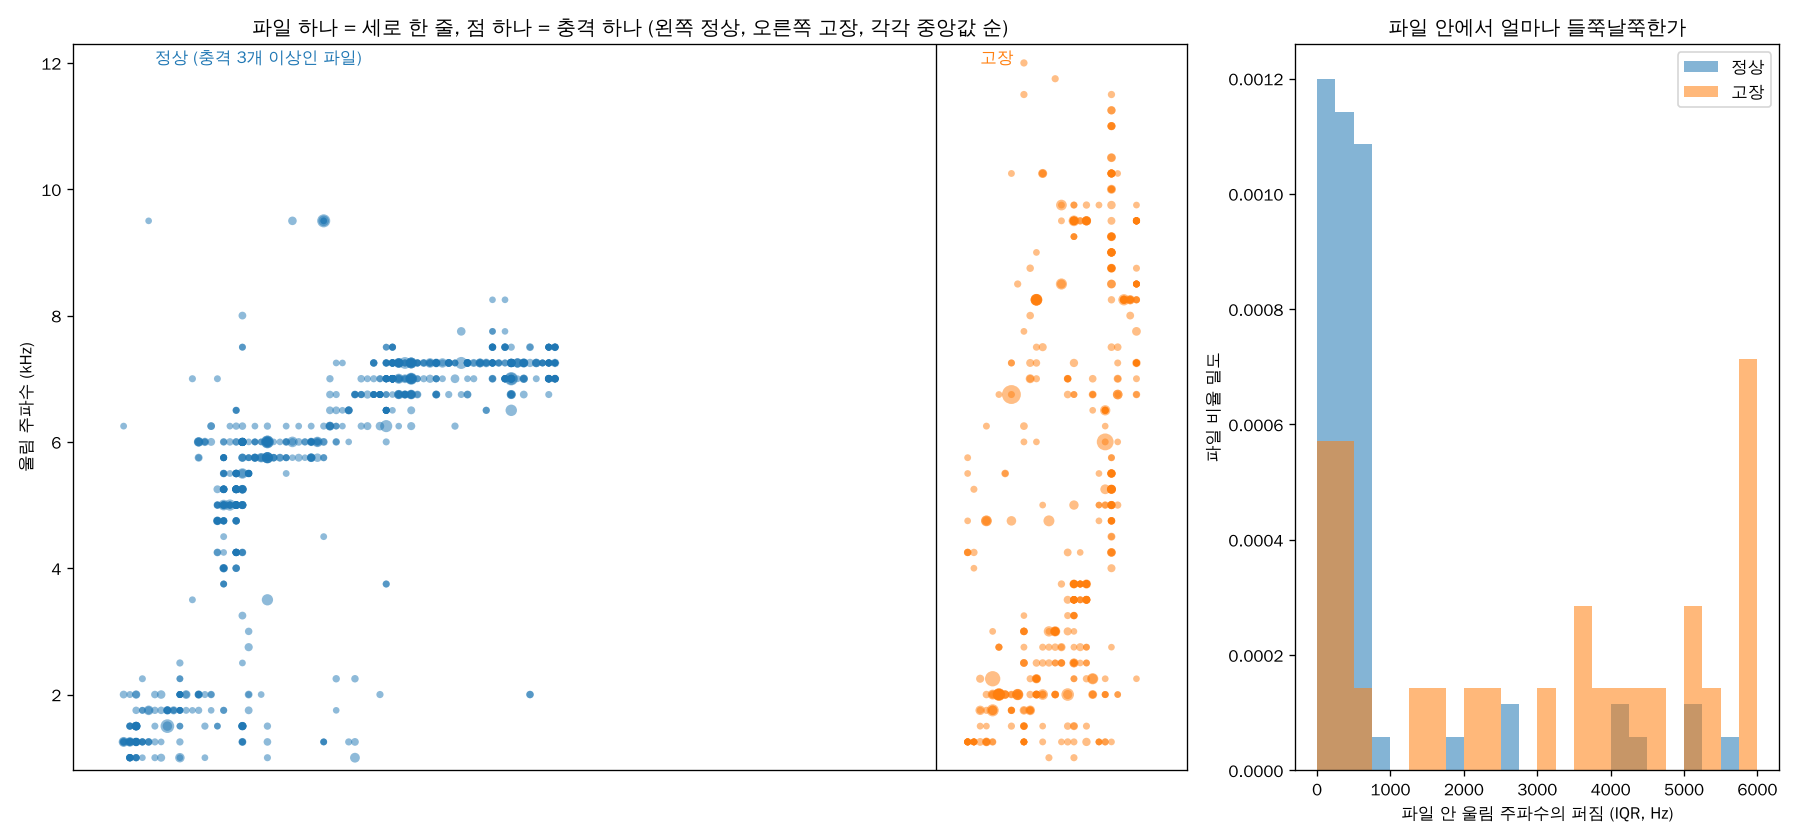 파일 하나 = 세로 한 줄, 점 하나 = 충격 하나 (왼쪽 정상, 오른쪽 고장, 각각 중앙값 순)
정상 (충격 3개 이상인 파일)
고장
울림 주파수 (kHz)
12
10
8
6
4
2
파일 안에서 얼마나 들쭉날쭉한가
정상
고장
파일 비율 밀도
0.0012
0.0010
0.0008
0.0006
0.0004
0.0002
0.0000
0 1000 2000 3000 4000 5000 6000
파일 안 울림 주파수의 퍼짐 (IQR, Hz)